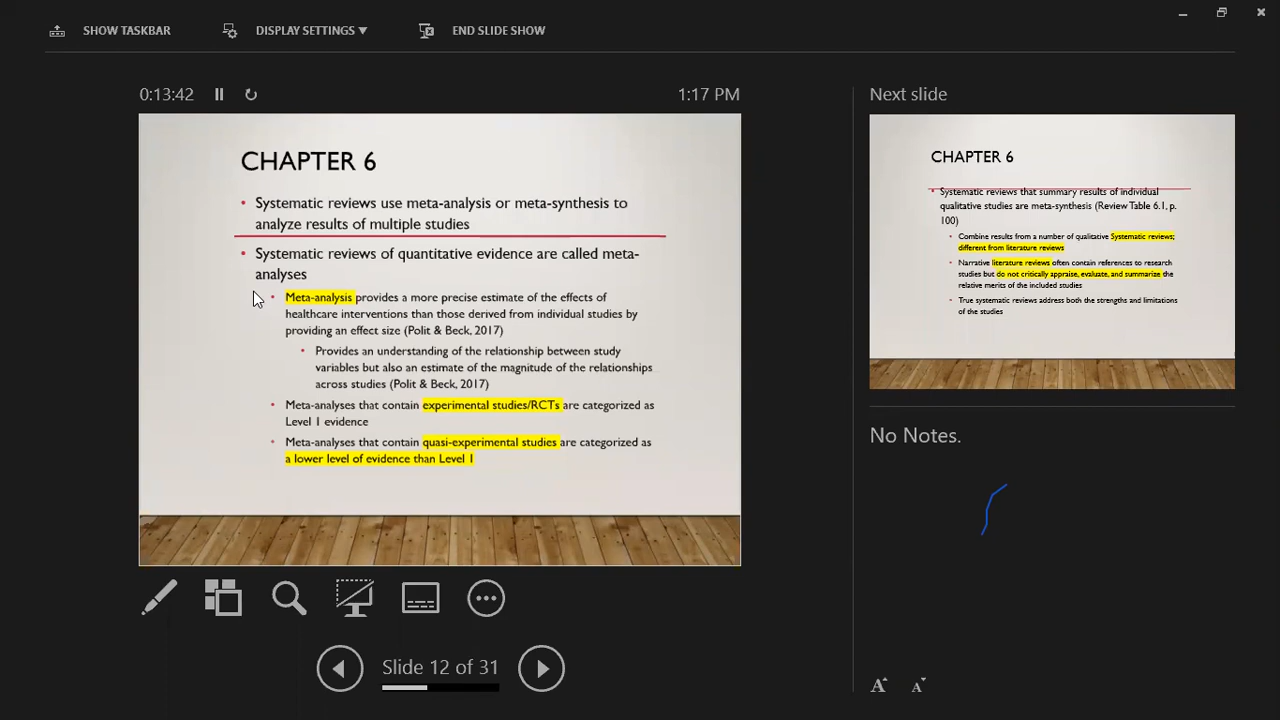 SHOW TASKBAR DISPLAY SETTINGS END SLIDE SHOW
0:13:42 1:17 PM
CHAPTER 6
Systematic reviews use meta-analysis or meta-synthesis to
analyze results of multiple studies
Systematic reviews of quantitative evidence are called meta-
analyses
Meta-analysis provides a more precise estimate of the effects of
healthcare interventions than those derived from individual studies by
providing an effect size (Polit & Beck, 2017)
Provides an understanding of the relationship between study
variables but also an estimate of the magnitude of the relationships
across studies (Polit & Beck, 2017)
Meta-analyses that contain experimental studies/RCTs are categorized as
Level 1 evidence
Meta-analyses that contain quasi-experimental studies are categorized as
a lower level of evidence than Level 1
Slide 12 of 31
Next slide
CHAPTER 6
Systematic reviews that summary results of individual
qualitative studies are meta-synthesis (Review Table 6.1, p.
100)
Combine results from a number of qualitative Systematic reviews;
different from literature reviews
Narrative literature reviews often contain references to research
studies but do not critically appraise, evaluate, and summarize the
relative merits of the included studies
True systematic reviews address both the strengths and limitations
of the studies
No Notes.
A A